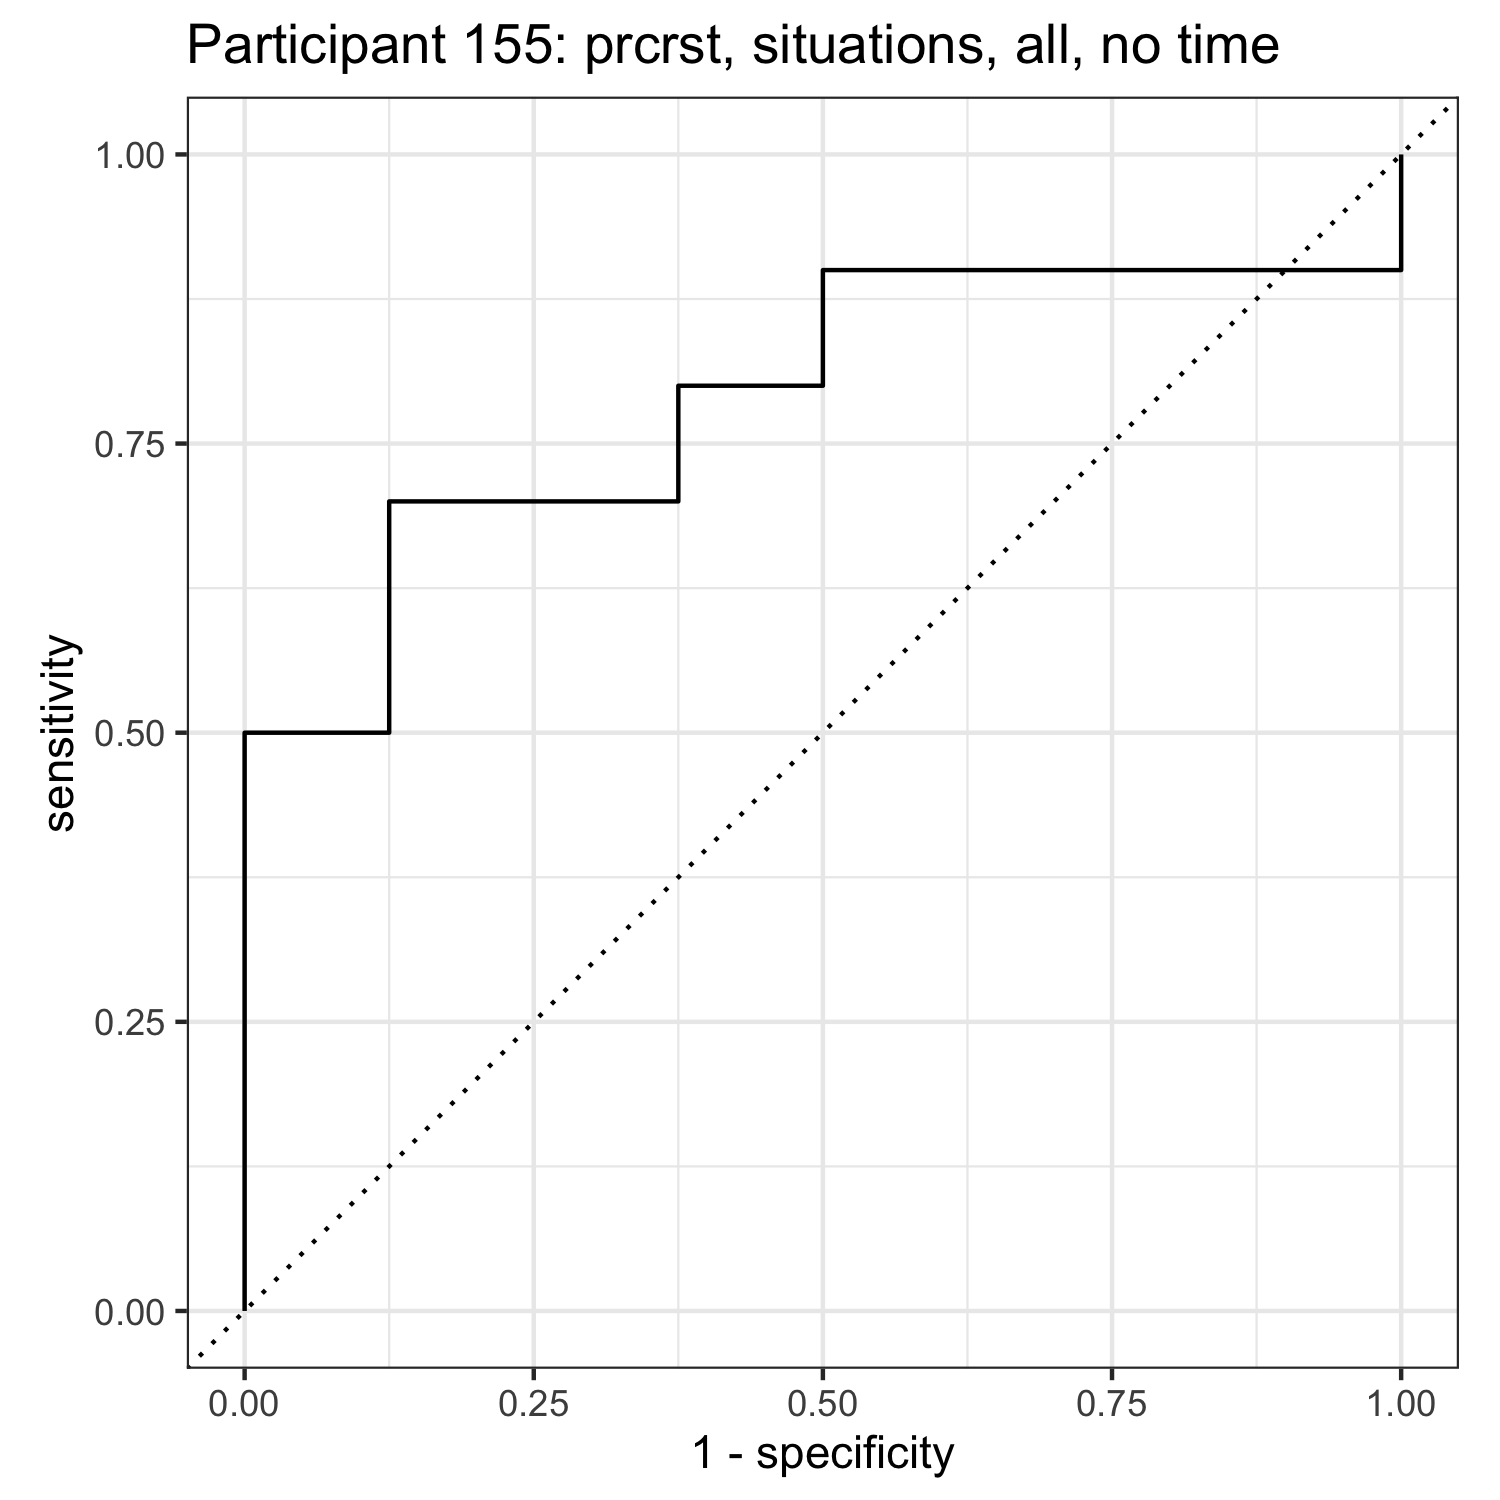 Participant 155: prcrst, situations, all, no time
1.00
0.75
0.50
0.25
0.00
sensitivity
0.00 0.25 0.50 0.75 1.00
1 - specificity